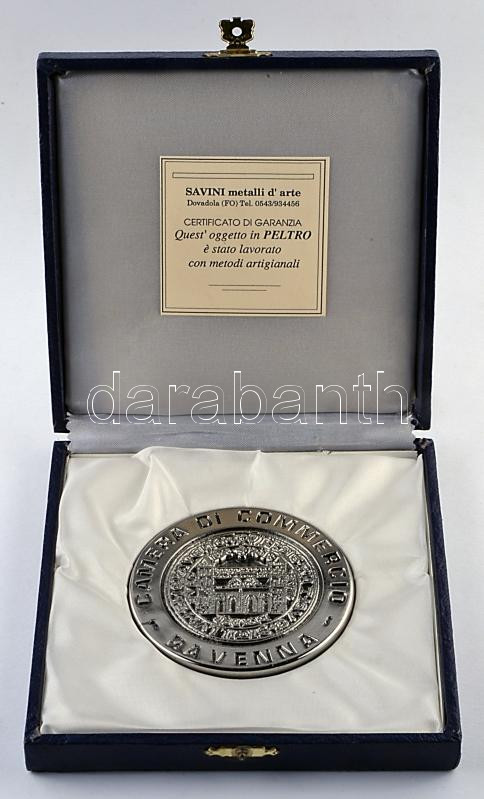 SAVINI metalli d' arte
Dovadola (FO) Tel. 0543/934456
CERTIFICATO DI GARANZIA
Quest' oggetto in PELTRO
è stato lavorato
con metodi artigianali
darabanth
CAMERA DI COMMERCIO
RAVENNA